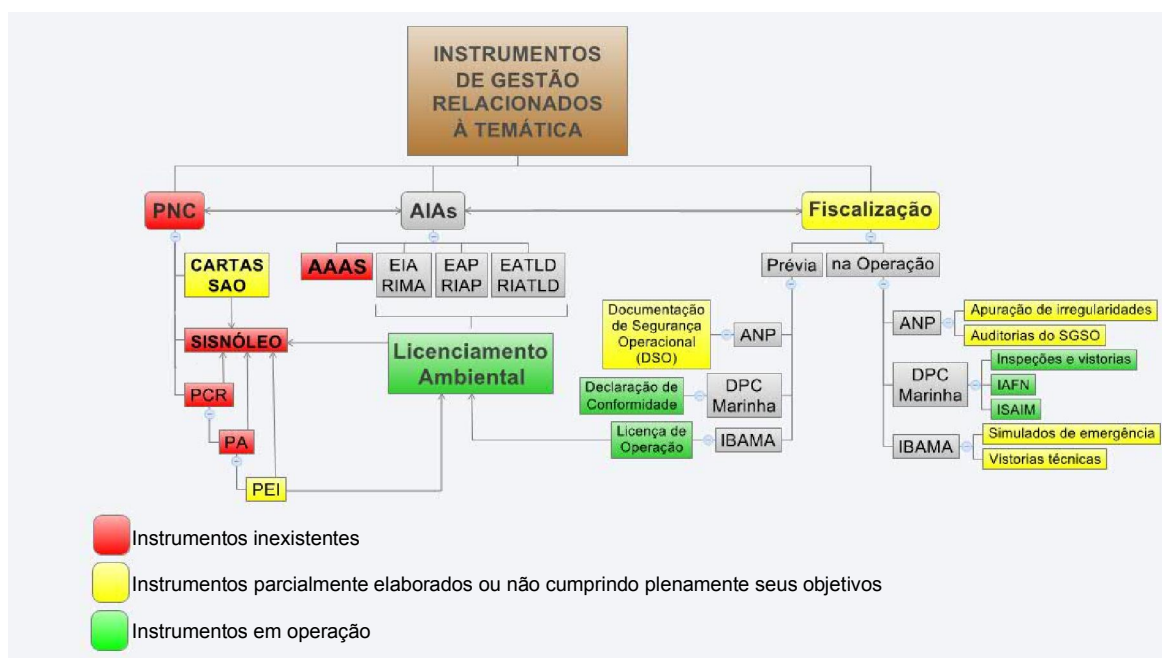 INSTRUMENTOS
DE GESTÃO
RELACIONADOS
À TEMÁTICA
PNC
AIAs
Fiscalização
CARTAS
SAO
SISNÓLEO
PCR
PA
PEI
AAAS
EIA
RIMA
EAP
RIAP
EATLD
RIATLD
Licenciamento
Ambiental
Prévia
na Operação
Documentação
de Segurança
Operacional
(DSO)
ANP
Declaração de
Conformidade
DPC
Marinha
Licença de
Operação
IBAMA
ANP
Apuração de irregularidades
Auditorias do SGSO
DPC
Marinha
Inspeções e vistorias
IAFN
ISAIM
IBAMA
Simulados de emergência
Vistorias técnicas
Instrumentos inexistentes
Instrumentos parcialmente elaborados ou não cumprindo plenamente seus objetivos
Instrumentos em operação